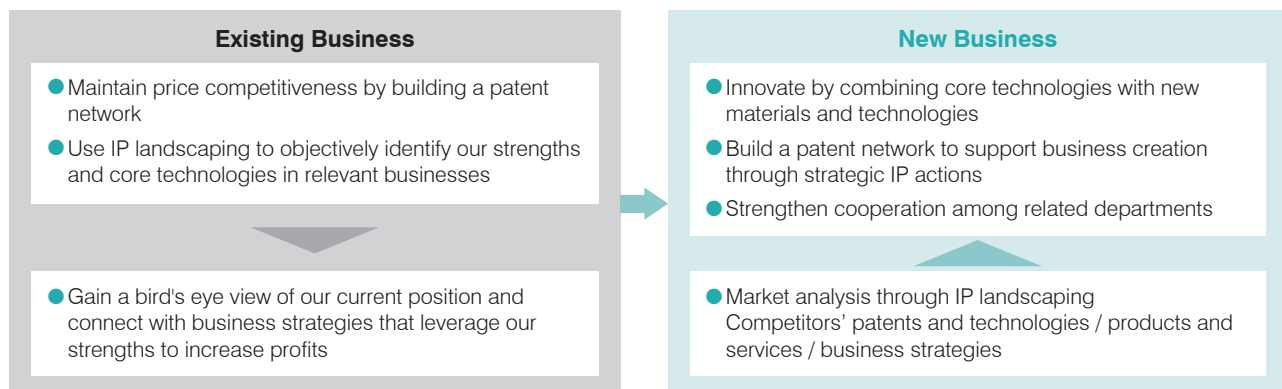 Existing Business
● Maintain price competitiveness by building a patent
network
● Use IP landscaping to objectively identify our strengths
and core technologies in relevant businesses
● Gain a bird's eye view of our current position and
connect with business strategies that leverage our
strengths to increase profits
New Business
● Innovate by combining core technologies with new
materials and technologies
● Build a patent network to support business creation
through strategic IP actions
● Strengthen cooperation among related departments
● Market analysis through IP landscaping
Competitors’ patents and technologies / products and
services / business strategies